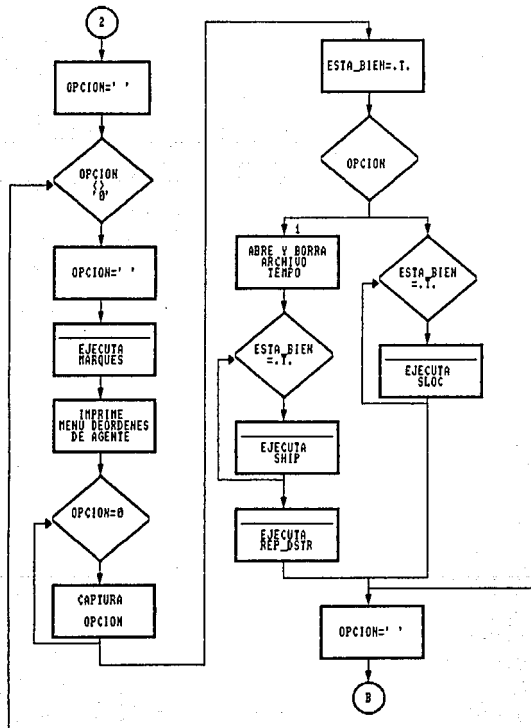 2
OPCION=' '
OPCION
<>
'0'
OPCION=' '
EJECUTA
MARQUES
IMPRIME
MENU DEORDENES
DE AGENTE
OPCION=0
CAPTURA
OPCION
ESTA_BIEN=.T.
OPCION
1
ABRE Y BORRA
ARCHIVO
TEMPO
ESTA_BIEN
=.T.
EJECUTA
SHIP
EJECUTA
REP_DSTR
ESTA_BIEN
=.T.
EJECUTA
SLOC
OPCION=' '
B